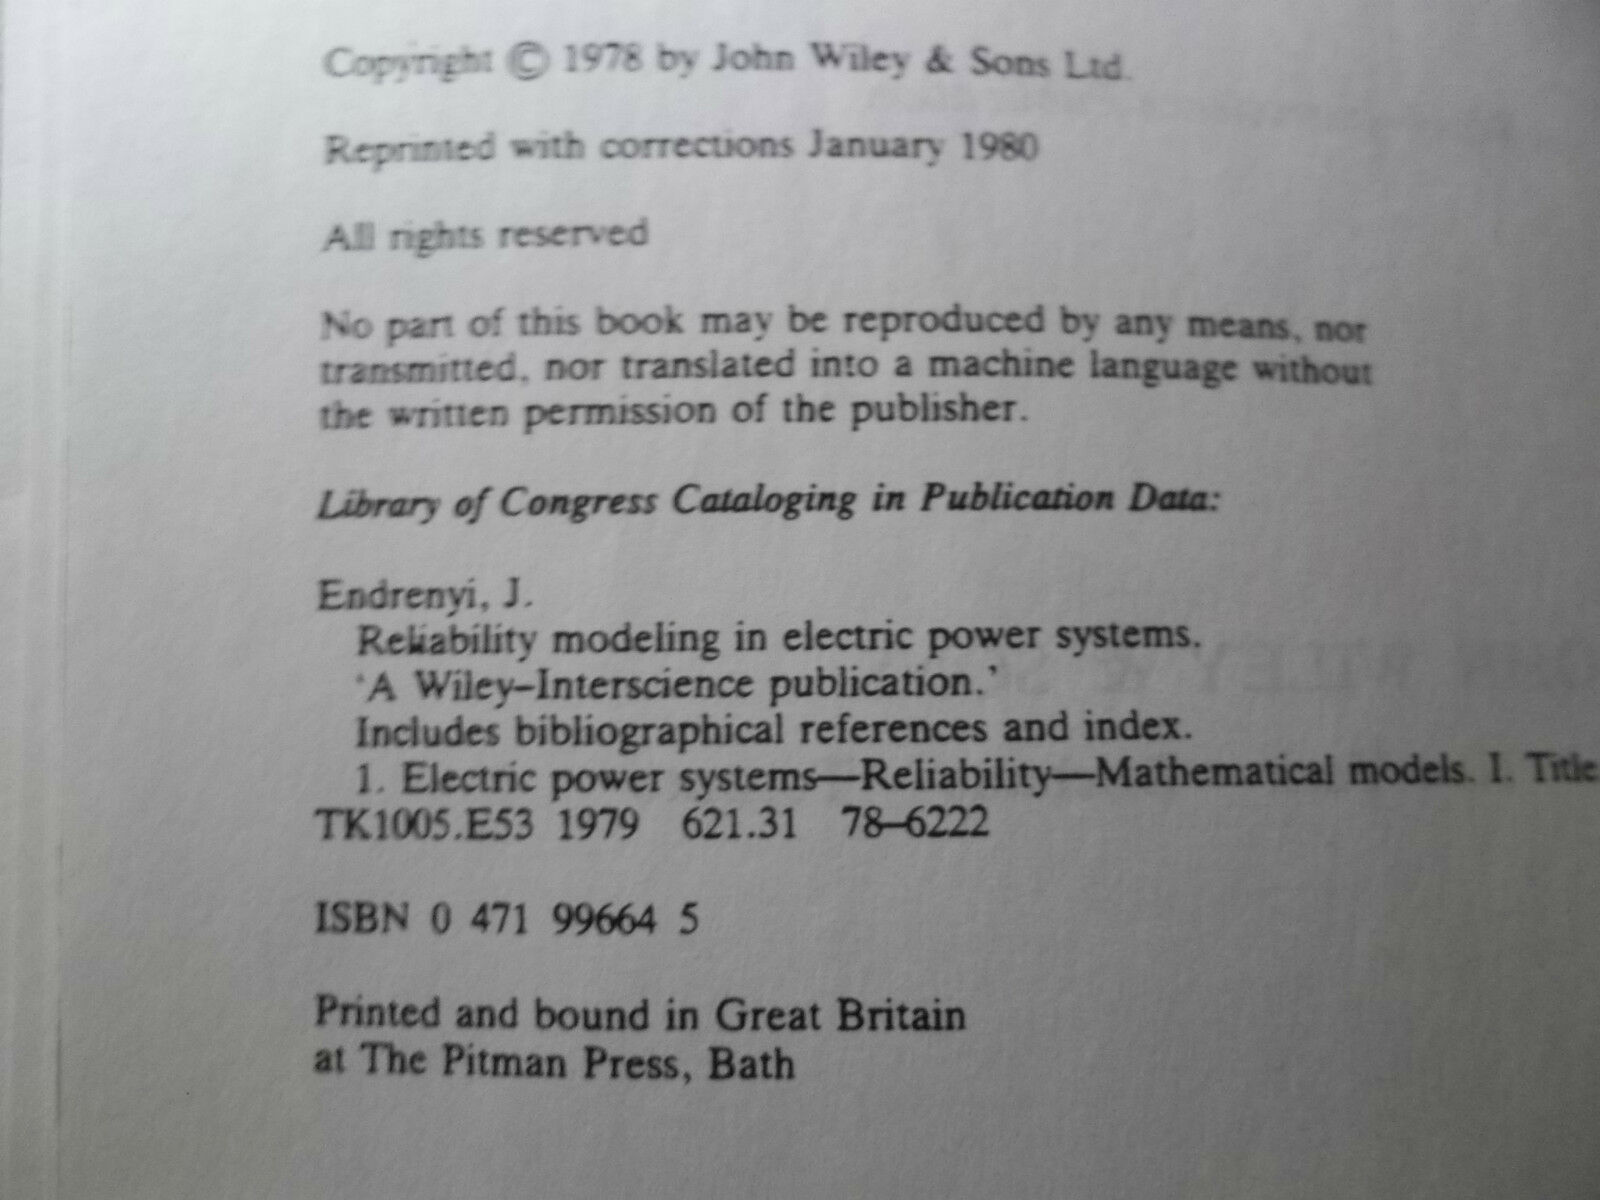 Copyright © 1978 by John Wiley & Sons Ltd.
Reprinted with corrections January 1980
All rights reserved
No part of this book may be reproduced by any means, nor
transmitted, nor translated into a machine language without
the written permission of the publisher.
Library of Congress Cataloging in Publication Data:
Endrenyi, J.
Reliability modeling in electric power systems.
'A Wiley–Interscience publication.'
Includes bibliographical references and index.
1. Electric power systems—Reliability—Mathematical models. I. Title
TK1005.E53 1979 621.31 78–6222
ISBN 0 471 99664 5
Printed and bound in Great Britain
at The Pitman Press, Bath